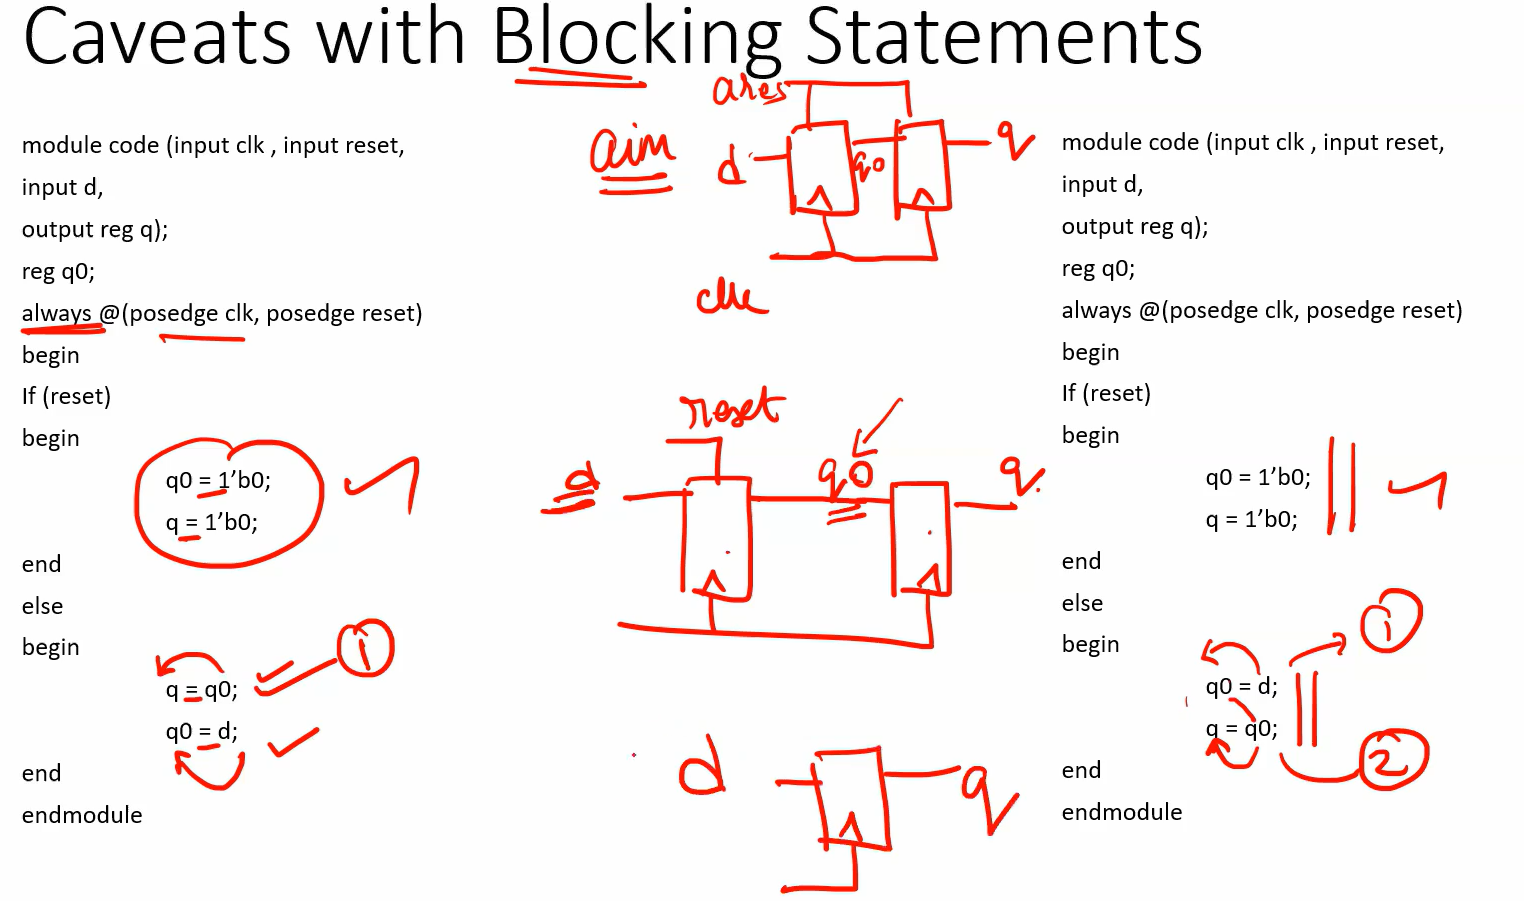 Caveats with Blocking Statements
module code (input clk , input reset,
input d,
output reg q);
reg q0;
always @(posedge clk, posedge reset)
begin
If (reset)
begin
q0 = 1’b0;
q = 1’b0;
end
else
begin
q = q0;
q0 = d;
end
endmodule
1
ares
aim
d
q0
q
clk
reset
d
q0
q
d
q
module code (input clk , input reset,
input d,
output reg q);
reg q0;
always @(posedge clk, posedge reset)
begin
If (reset)
begin
q0 = 1’b0;
q = 1’b0;
end
else
begin
q0 = d;
q = q0;
end
endmodule
1
2